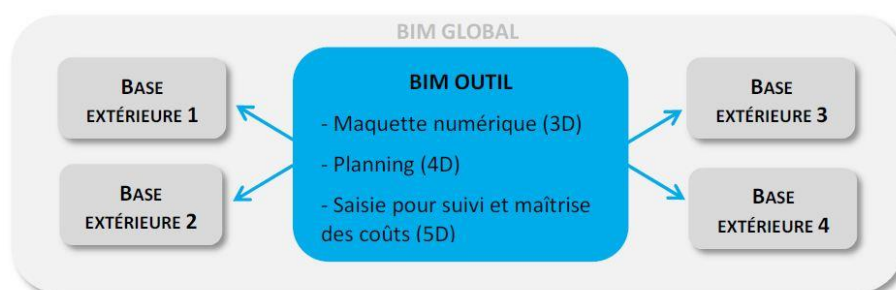 BIM GLOBAL
BASE
EXTÉRIEURE 1
BASE
EXTÉRIEURE 2
BIM OUTIL
- Maquette numérique (3D)
- Planning (4D)
- Saisie pour suivi et maîtrise
des coûts (5D)
BASE
EXTÉRIEURE 3
BASE
EXTÉRIEURE 4